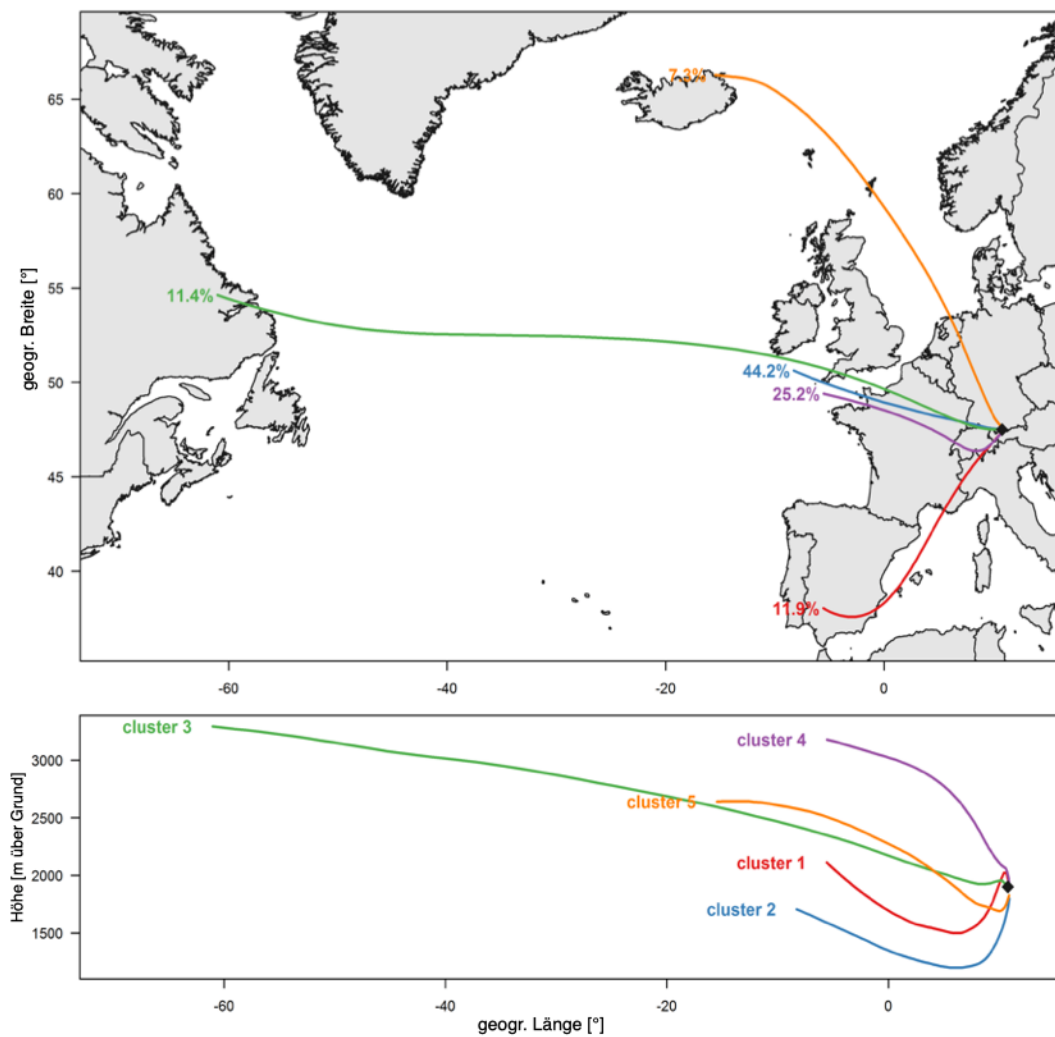 7.3%
65
60
55
50
45
40
geogr. Breite [°]
11.4%
44.2%
25.2%
11.9%
-60
-40
-20
0
cluster 3
cluster 4
cluster 5
cluster 1
cluster 2
3000
2500
2000
1500
Höhe [m über Grund]
-60
-40
-20
0
geogr. Länge [°]